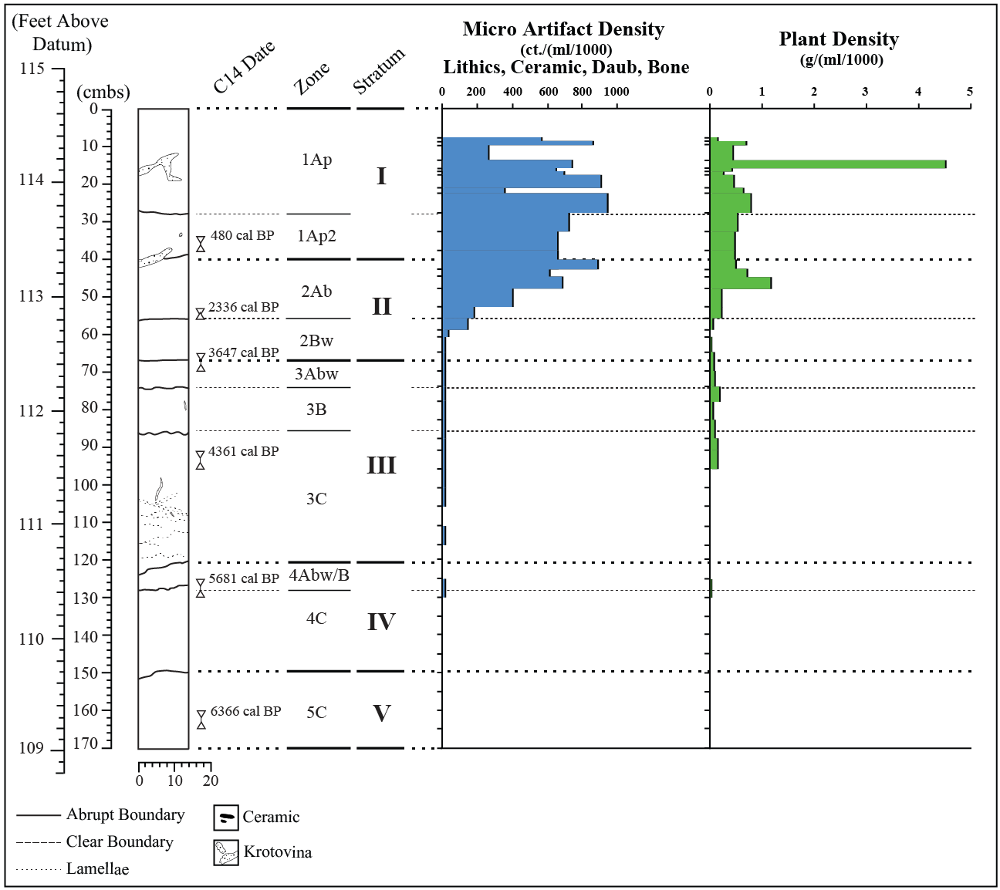 (Feet Above
Datum)
C14 Date
Zone
Stratum
Micro Artifact Density
(ct./(ml/1000)
Lithics, Ceramic, Daub, Bone
Plant Density
(g/(ml/1000)
115
(cmbs)
0 200 400 600 800 1000
0 1 2 3 4 5
0
10
1Ap
I
114
20
30
480 cal BP
1Ap2
40
113
50
2336 cal BP
2Ab
II
60
3647 cal BP
2Bw
70
3Abw
112
80
3B
90
4361 cal BP
III
100
3C
111
110
120
5681 cal BP
4Abw/B
130
4C
IV
110
140
150
160
6366 cal BP
5C
V
109
170
0 10 20
Abrupt Boundary
Clear Boundary
Lamellae
Ceramic
Krotovina